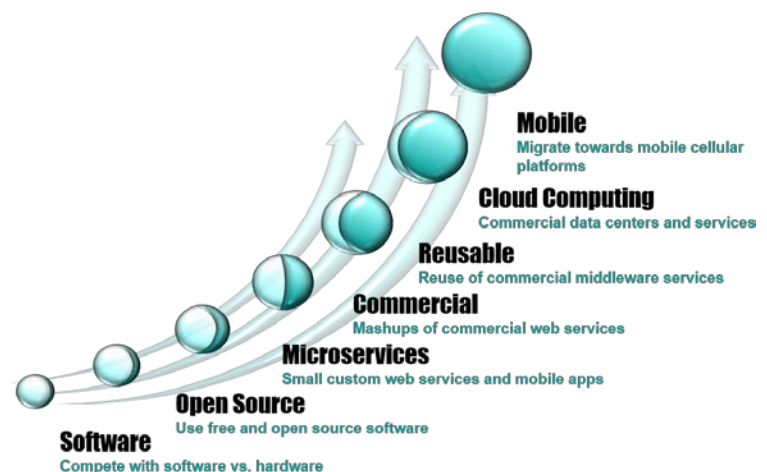 Mobile
Migrate towards mobile cellular
platforms
Cloud Computing
Commercial data centers and services
Reusable
Reuse of commercial middleware services
Commercial
Mashups of commercial web services
Microservices
Small custom web services and mobile apps
Open Source
Use free and open source software
Software
Compete with software vs. hardware